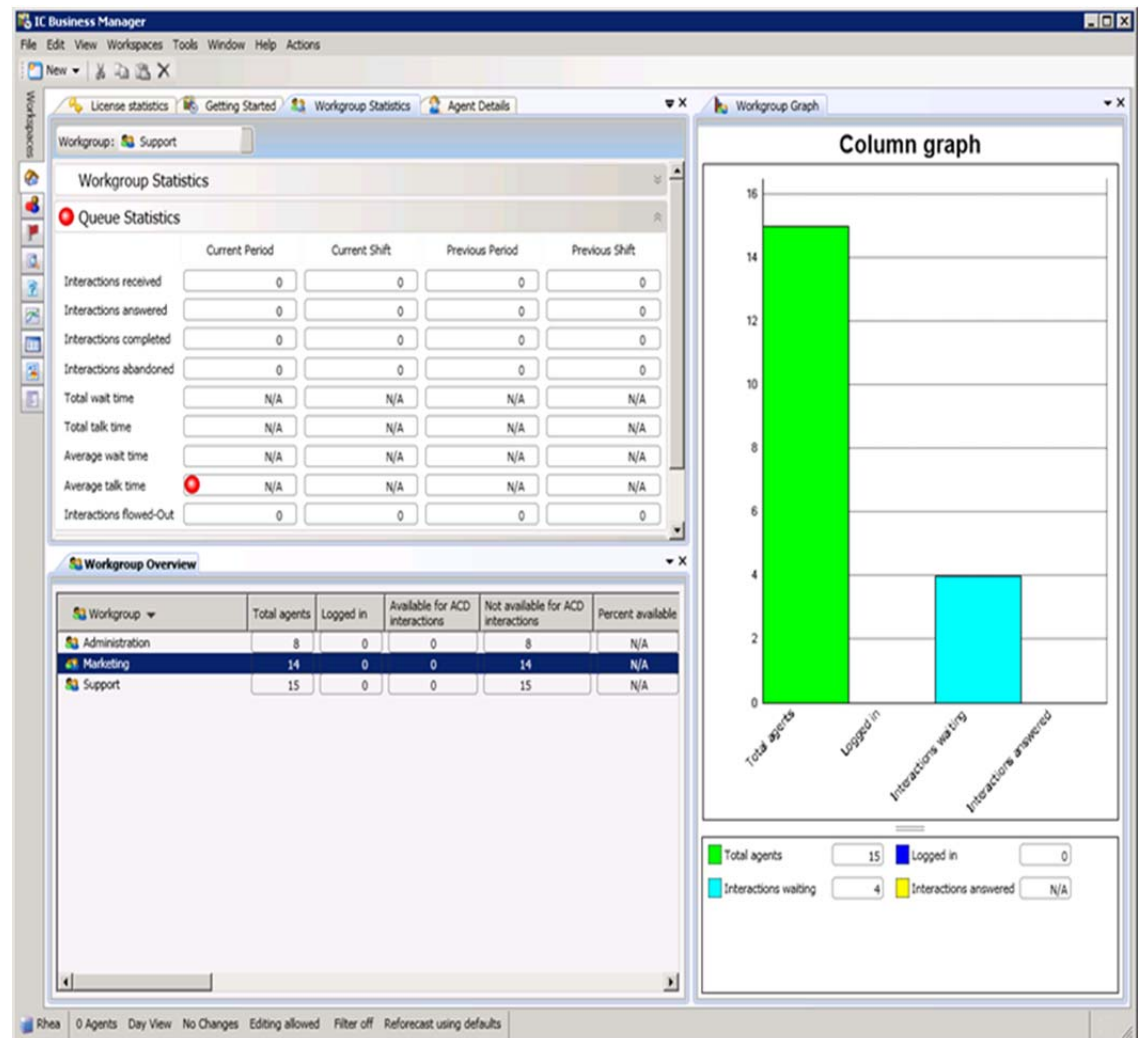 IC Business Manager
File Edit View Workspaces Tools Window Help Actions
New
Workspaces
License statistics Getting Started Workgroup Statistics Agent Details
Workgroup: Support
Workgroup Statistics
Queue Statistics
Current Period Current Shift Previous Period Previous Shift
Interactions received 0 0 0 0
Interactions answered 0 0 0 0
Interactions completed 0 0 0 0
Interactions abandoned 0 0 0 0
Total wait time N/A N/A N/A N/A
Total talk time N/A N/A N/A N/A
Average wait time N/A N/A N/A N/A
Average talk time N/A N/A N/A N/A
Interactions flowed-Out 0 0 0 0
Workgroup Overview
Workgroup Total agents Logged in Available for ACD interactions Not available for ACD interactions Percent available
Administration 8 0 0 8 N/A
Marketing 14 0 0 14 N/A
Support 15 0 0 15 N/A
Workgroup Graph
Column graph
16
14
12
10
8
6
4
2
0
Total agents Logged in Interactions waiting Interactions answered
Total agents 15 Logged in 0
Interactions waiting 4 Interactions answered N/A
Rhea 0 Agents Day View No Changes Editing allowed Filter off Reforecast using defaults